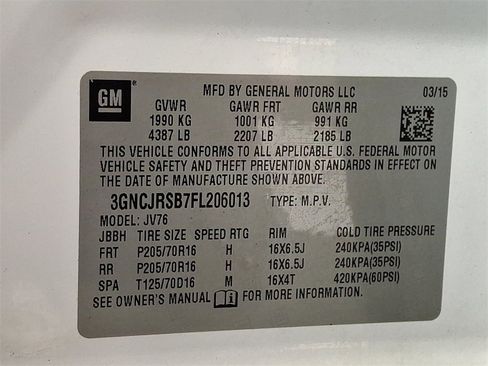 GM
MFD BY GENERAL MOTORS LLC 03/15
GVWR GAWR FRT GAWR RR
1990 KG 1001 KG 991 KG
4387 LB 2207 LB 2185 LB
THIS VEHICLE CONFORMS TO ALL APPLICABLE U.S. FEDERAL MOTOR
VEHICLE SAFETY AND THEFT PREVENTION STANDARDS IN EFFECT ON
THE DATE OF MANUFACTURE SHOWN ABOVE.
3GNCJRSB7FL206013 TYPE: M.P.V.
MODEL: JV76
JBBH TIRE SIZE SPEED RTG RIM COLD TIRE PRESSURE
FRT P205/70R16 H 16X6.5J 240KPA(35PSI)
RR P205/70R16 H 16X6.5J 240KPA(35PSI)
SPA T125/70D16 M 16X4T 420KPA(60PSI)
SEE OWNER'S MANUAL FOR MORE INFORMATION.